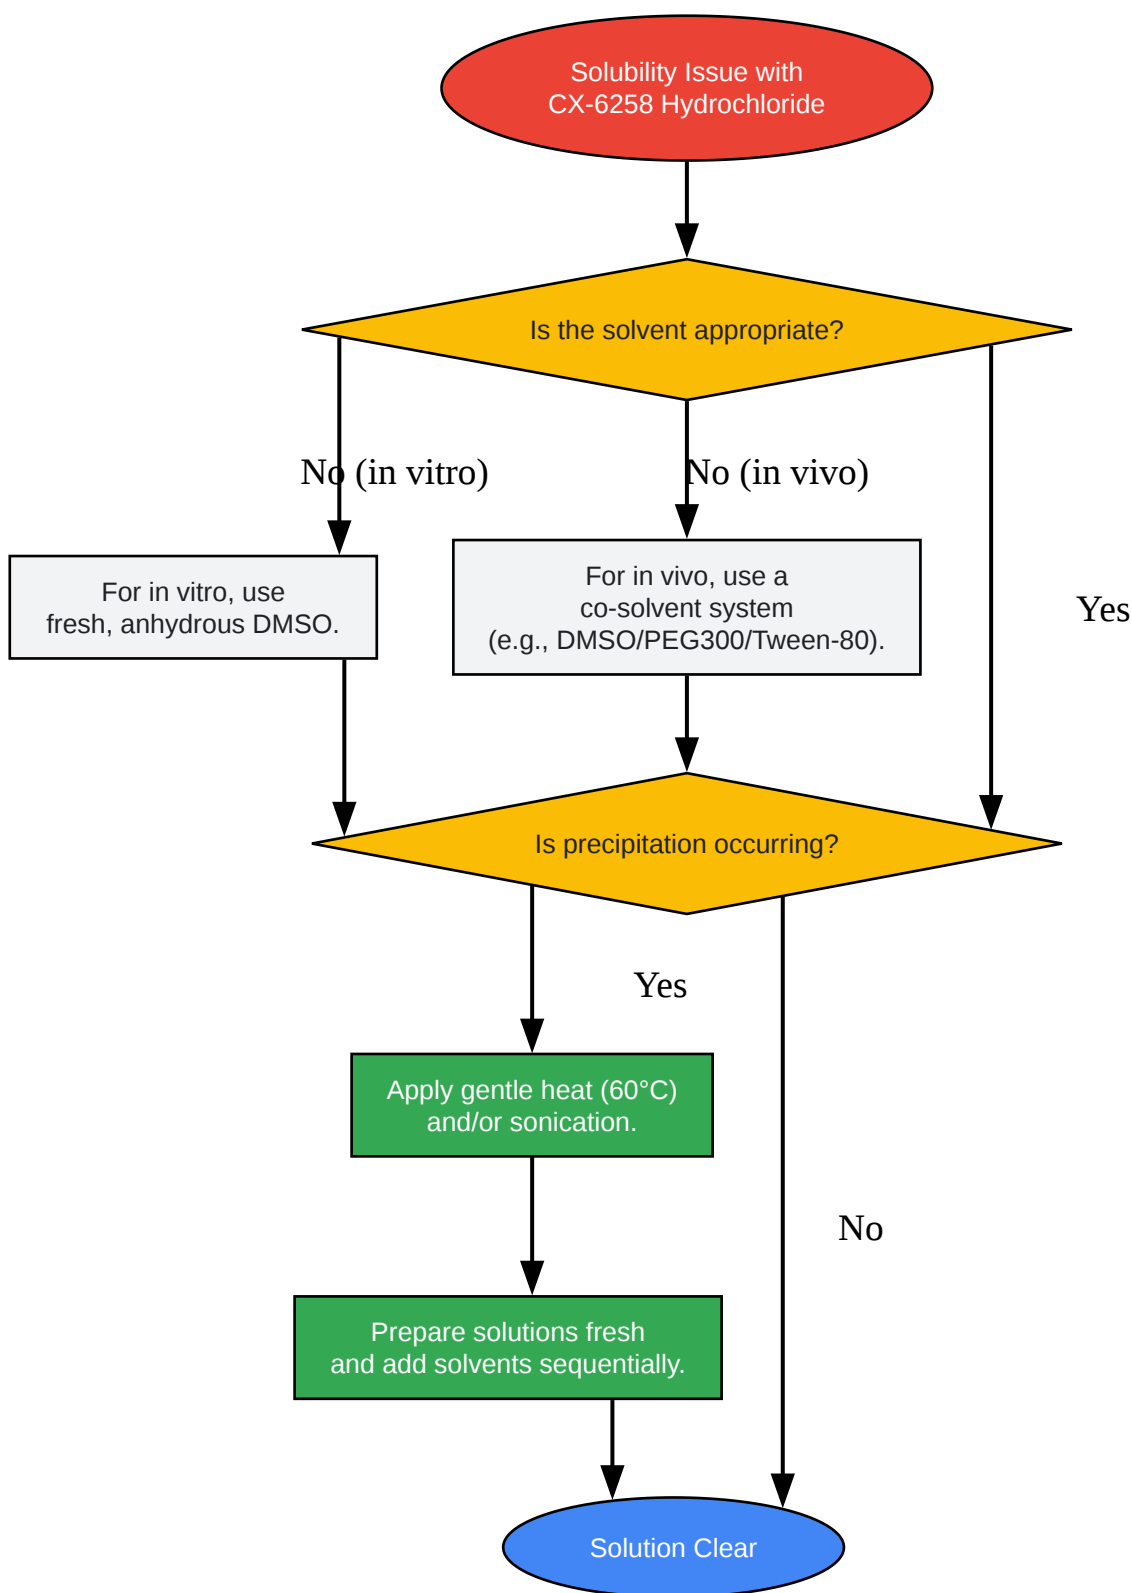 Solubility Issue with
CX-6258 Hydrochloride
Is the solvent appropriate?
No (in vitro)
No (in vivo)
For in vitro, use
fresh, anhydrous DMSO.
For in vivo, use a
co-solvent system
(e.g., DMSO/PEG300/Tween-80).
Yes
Is precipitation occurring?
Yes
Apply gentle heat (60°C)
and/or sonication.
No
Prepare solutions fresh
and add solvents sequentially.
Solution Clear